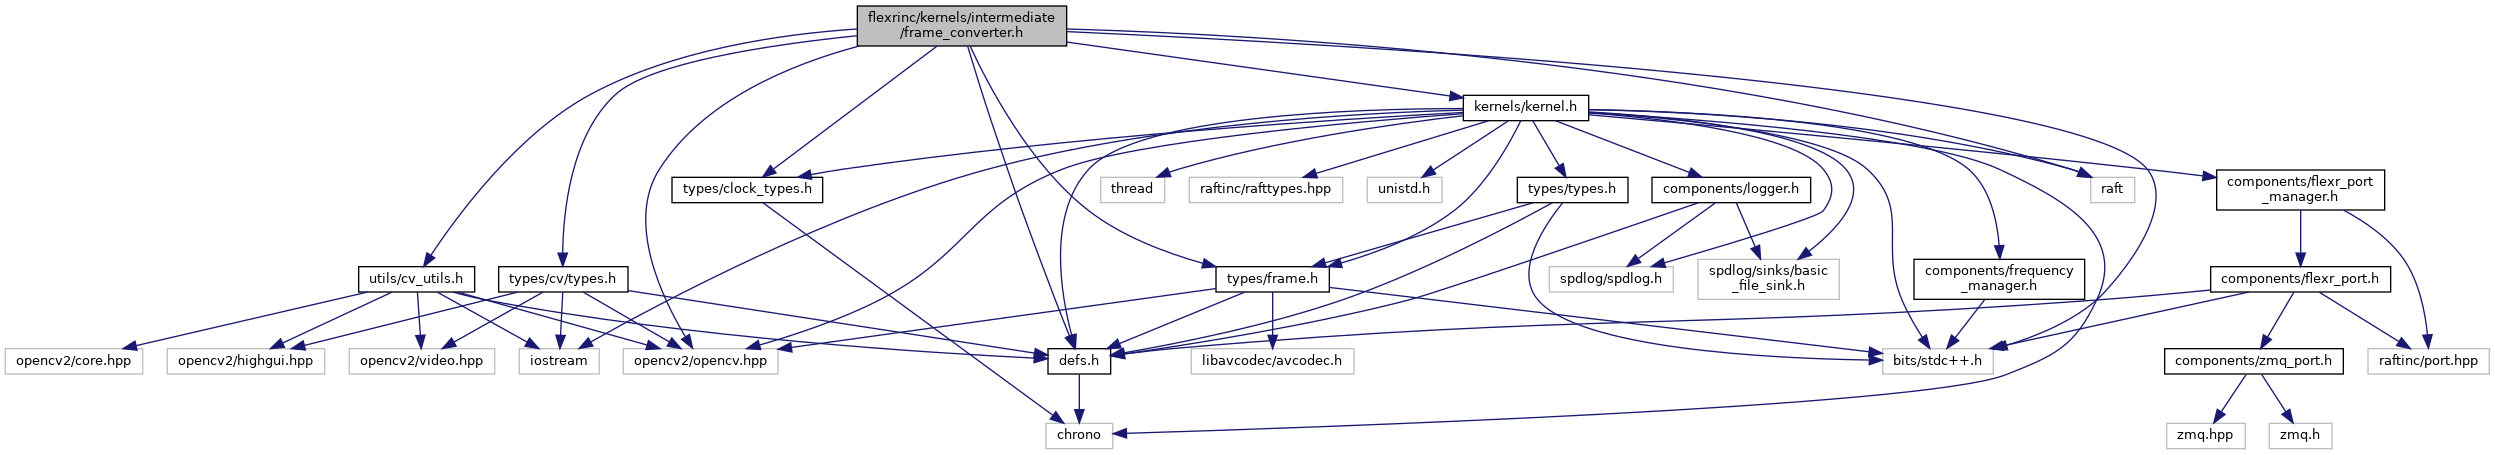 flexrinc/kernels/intermediate
/frame_converter.h
kernels/kernel.h
types/clock_types.h
thread
raftinc/rafttypes.hpp
unistd.h
types/types.h
components/logger.h
raft
components/flexr_port
_manager.h
utils/cv_utils.h
types/cv/types.h
types/frame.h
spdlog/spdlog.h
spdlog/sinks/basic
_file_sink.h
components/frequency
_manager.h
components/flexr_port.h
opencv2/core.hpp
opencv2/highgui.hpp
opencv2/video.hpp
iostream
opencv2/opencv.hpp
defs.h
libavcodec/avcodec.h
bits/stdc++.h
components/zmq_port.h
raftinc/port.hpp
chrono
zmq.hpp
zmq.h